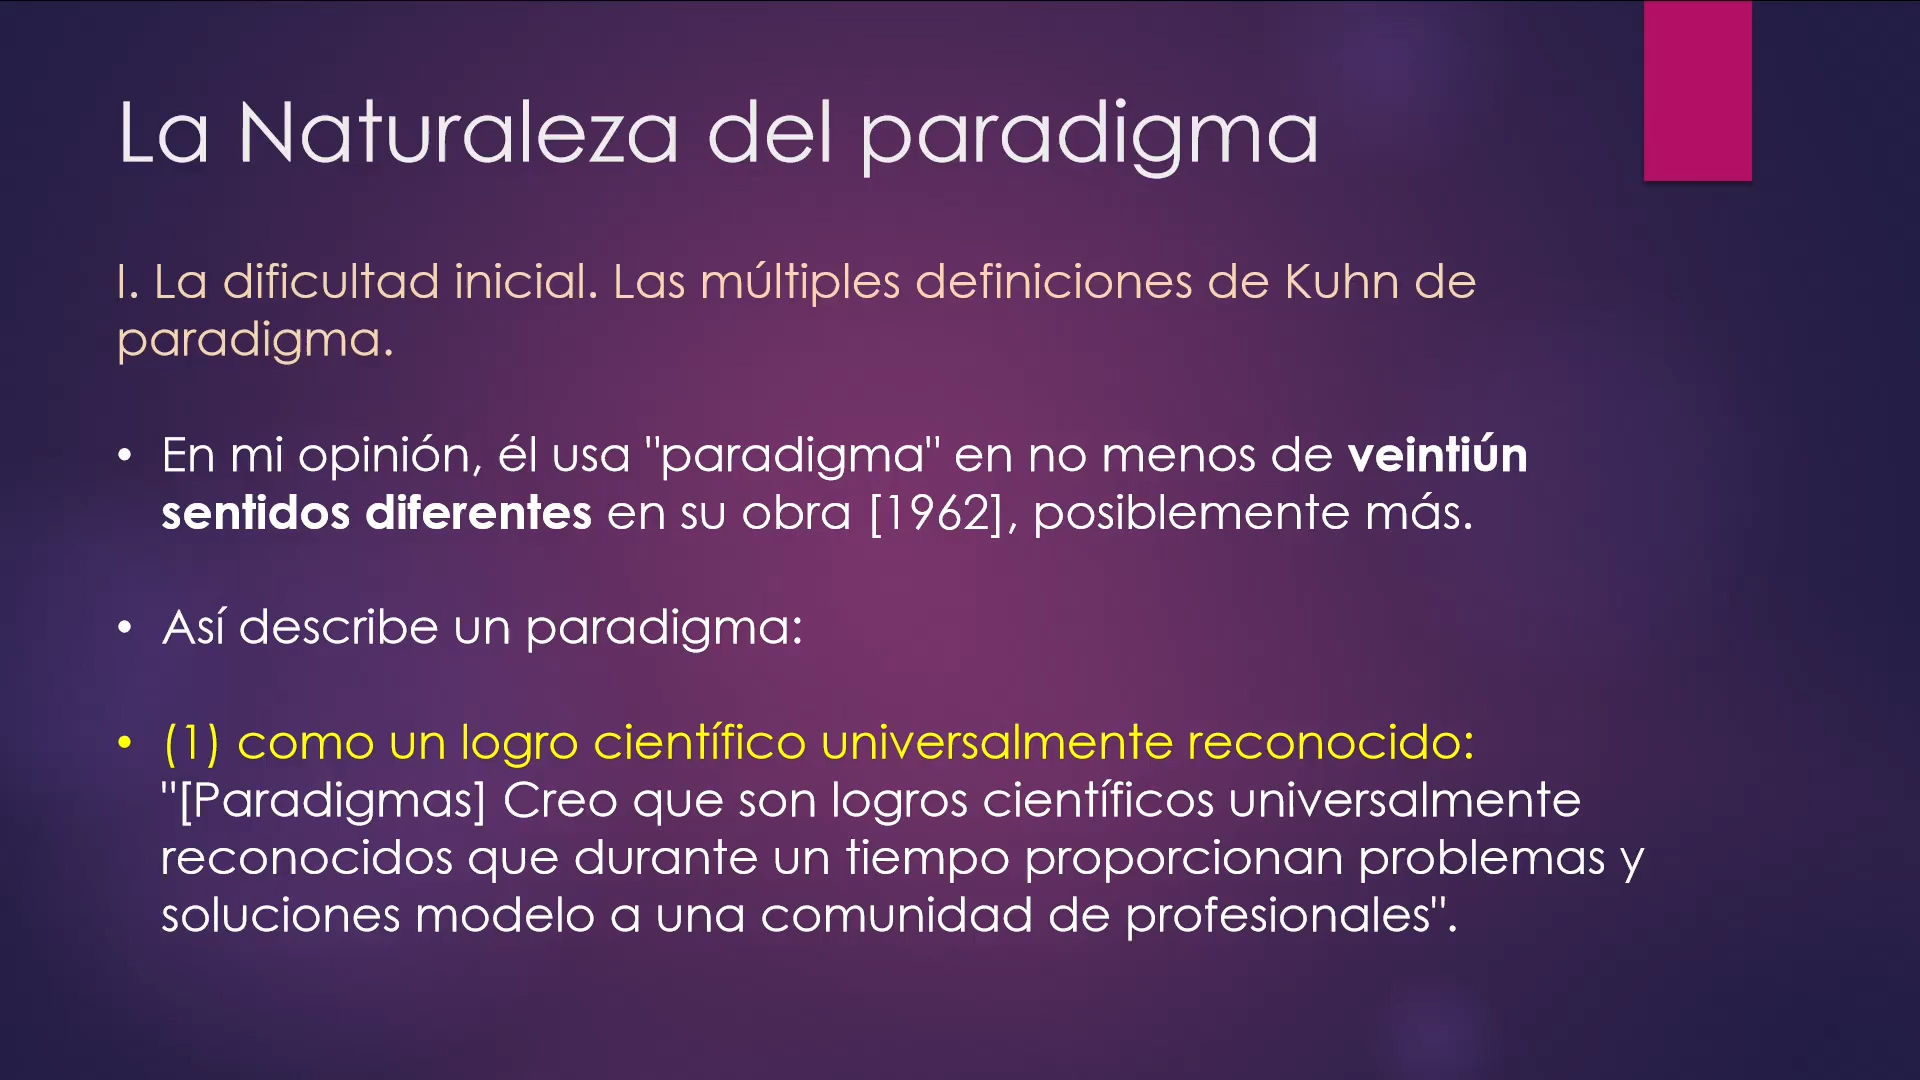 La Naturaleza del paradigma
I. La dificultad inicial. Las múltiples definiciones de Kuhn de
paradigma.
• En mi opinión, él usa "paradigma" en no menos de veintiún
sentidos diferentes en su obra [1962], posiblemente más.
• Así describe un paradigma:
• (1) como un logro científico universalmente reconocido:
"[Paradigmas] Creo que son logros científicos universalmente
reconocidos que durante un tiempo proporcionan problemas y
soluciones modelo a una comunidad de profesionales".